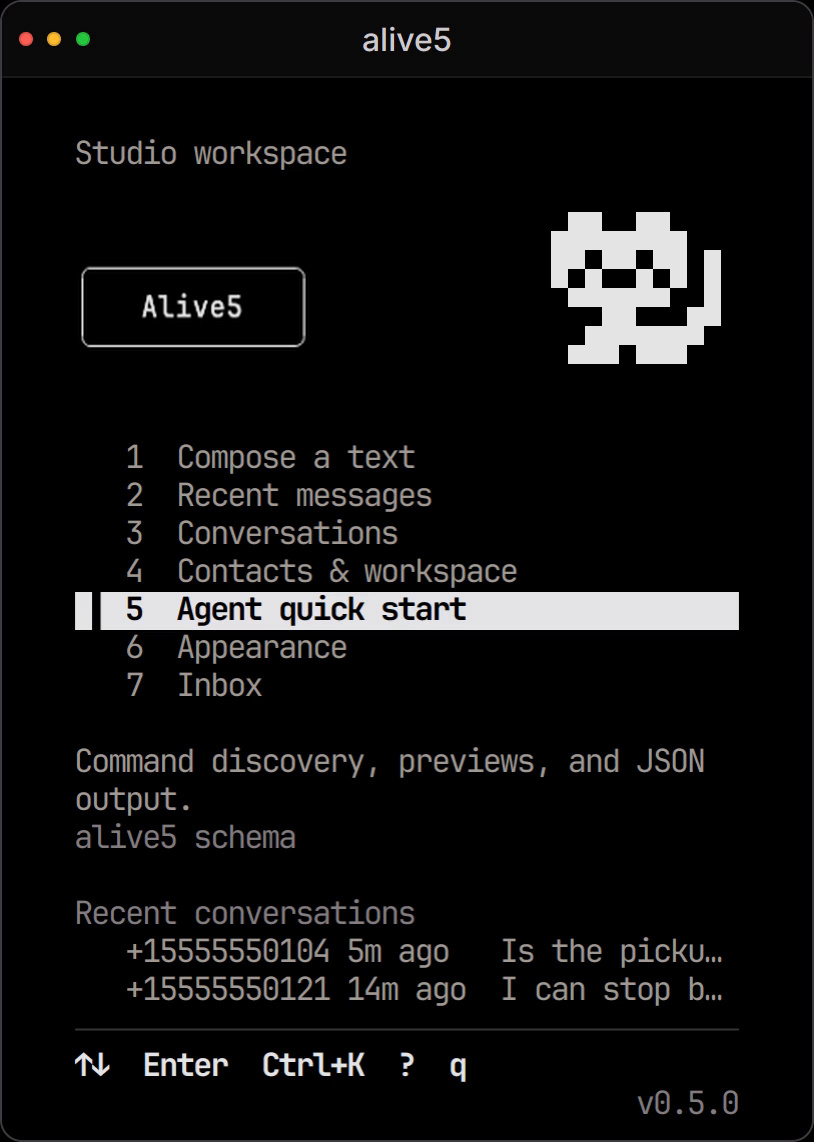 alive5
Studio workspace
Alive5
1 Compose a text
2 Recent messages
3 Conversations
4 Contacts & workspace
5 Agent quick start
6 Appearance
7 Inbox
Command discovery, previews, and JSON
output.
alive5 schema
Recent conversations
+15555550104 5m ago Is the picku…
+15555550121 14m ago I can stop b…
↑↓ Enter Ctrl+K ? q
v0.5.0